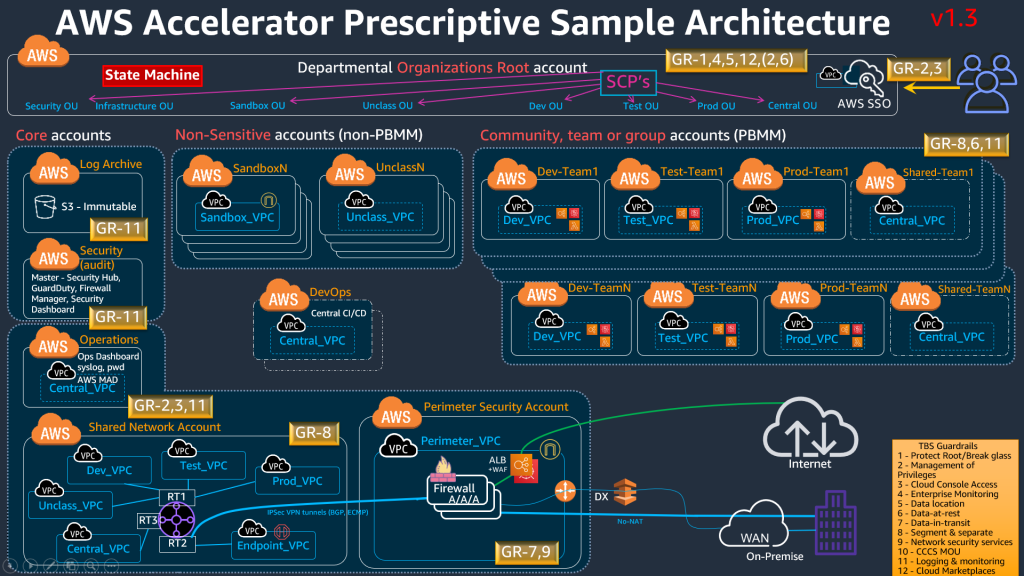 AWS Accelerator Prescriptive Sample Architecture
v1.3
AWS
State Machine
Departmental Organizations Root account
GR-1,4,5,12,(2,6)
SCP's
VPC
AWS SSO
GR-2,3
Security OU
Infrastructure OU
Sandbox OU
Unclass OU
Dev OU
Test OU
Prod OU
Central OU
Core accounts
Non-Sensitive accounts (non-PBMM)
Community, team or group accounts (PBMM)
GR-8,6,11
AWS
Log Archive
S3 - Immutable
GR-11
AWS
Security
(audit)
Master - Security Hub,
GuardDuty, Firewall
Manager, Security
Dashboard
GR-11
AWS
Operations
Ops Dashboard
syslog, pwd
VPC
AWS MAD
Central_VPC
GR-2,3,11
AWS
SandboxN
VPC
Sandbox_VPC
AWS
UnclassN
VPC
Unclass_VPC
AWS
DevOps
Central CI/CD
VPC
Central_VPC
AWS
Dev-Team1
VPC
Dev_VPC
AWS
Test-Team1
VPC
Test_VPC
AWS
Prod-Team1
VPC
Prod_VPC
AWS
Shared-Team1
VPC
Central_VPC
AWS
Dev-TeamN
VPC
Dev_VPC
AWS
Test-TeamN
VPC
Test_VPC
AWS
Prod-TeamN
VPC
Prod_VPC
AWS
Shared-TeamN
VPC
Central_VPC
AWS
Shared Network Account
GR-8
VPC
Dev_VPC
VPC
Test_VPC
VPC
Prod_VPC
VPC
Unclass_VPC
RT1
RT3
RT2
VPC
Central_VPC
VPC
Endpoint_VPC
IPSec VPN tunnels (BGP, ECMP)
AWS
Perimeter Security Account
VPC
Perimeter_VPC
ALB
+WAF
Firewall
A/A/A
GR-7,9
DX
No-NAT
Internet
WAN
On-Premise
TBS Guardrails
1 - Protect Root/Break glass
2 - Management of
Privileges
3 - Cloud Console Access
4 - Enterprise Monitoring
5 - Data location
6 - Data-at-rest
7 - Data-in-transit
8 - Segment & separate
9 - Network security services
10 - CCCS MOU
11 - Logging & monitoring
12 - Cloud Marketplaces